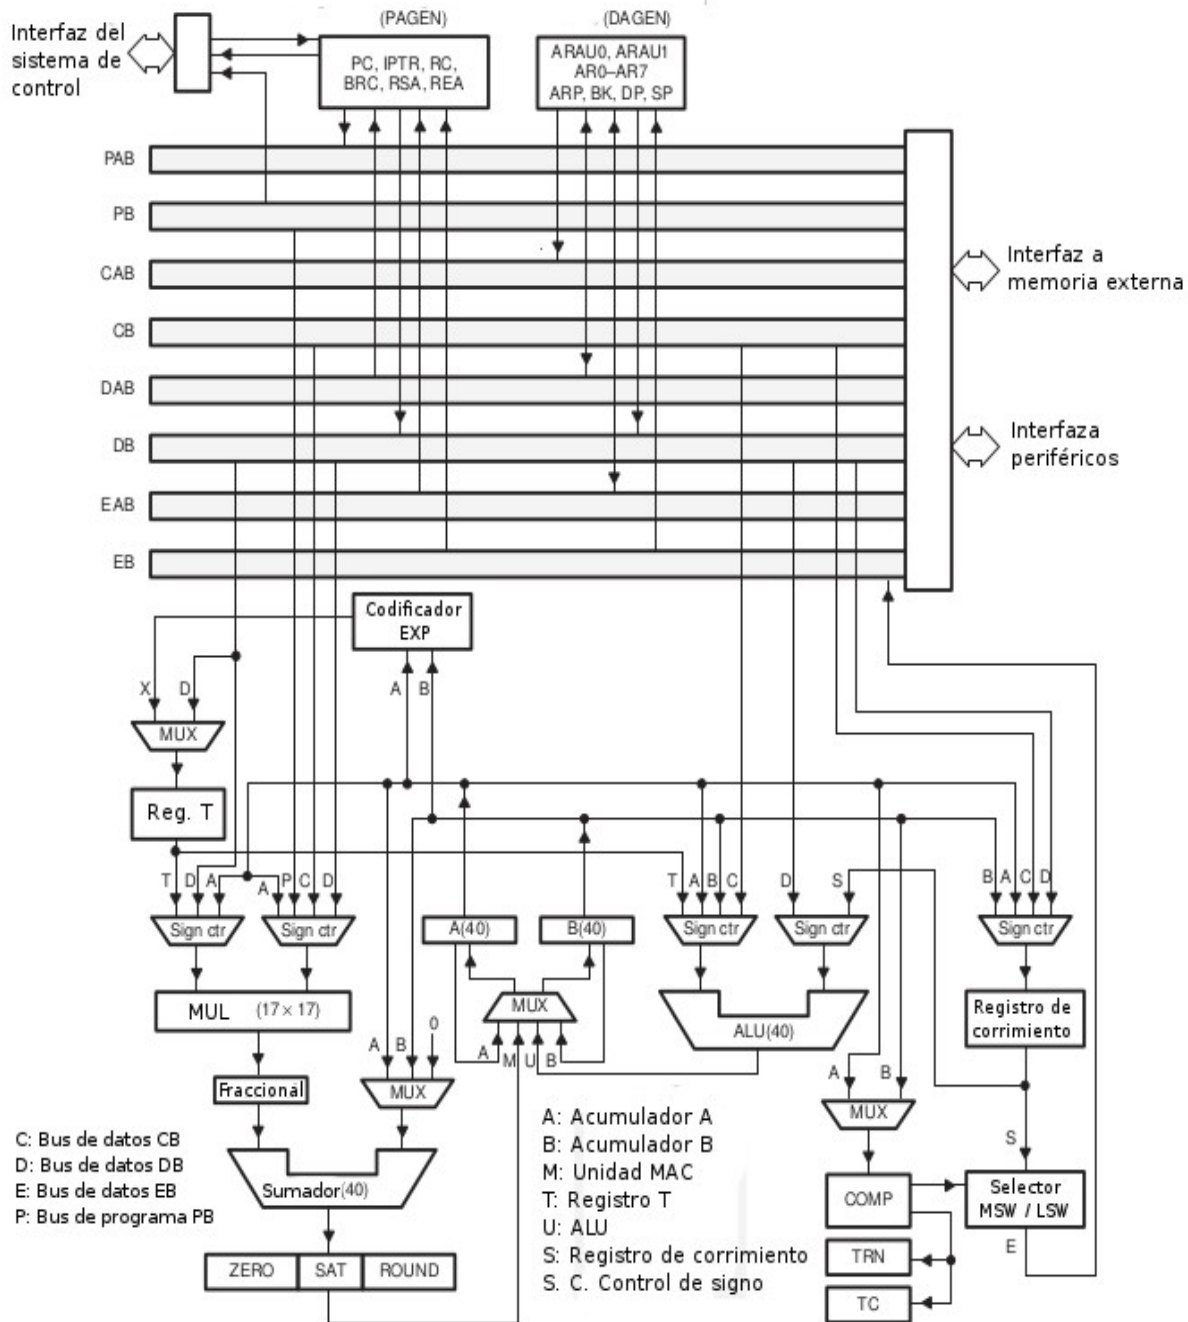 Interfaz del
sistema de
control
(PAGEN)
PC, IPTR, RC,
BRC, RSA, REA
(DAGEN)
ARAU0, ARAU1
AR0–AR7
ARP, BK, DP, SP
PAB
PB
CAB
CB
DAB
DB
EAB
EB
Interfaz a
memoria externa
Interfaza
periféricos
Codificador
EXP
A B
X D
MUX
Reg. T
T D A
A P C D
Sign ctr
Sign ctr
MUL (17 × 17)
Fraccional
A B 0
MUX
Sumador(40)
ZERO SAT ROUND
A(40)
B(40)
MUX
A M U B
T A B C
D S
Sign ctr
Sign ctr
ALU(40)
B A C D
Sign ctr
Registro de
corrimiento
A B
MUX
COMP
TRN
TC
S
Selector
MSW / LSW
E
C: Bus de datos CB
D: Bus de datos DB
E: Bus de datos EB
P: Bus de programa PB
A: Acumulador A
B: Acumulador B
M: Unidad MAC
T: Registro T
U: ALU
S: Registro de corrimiento
S. C. Control de signo